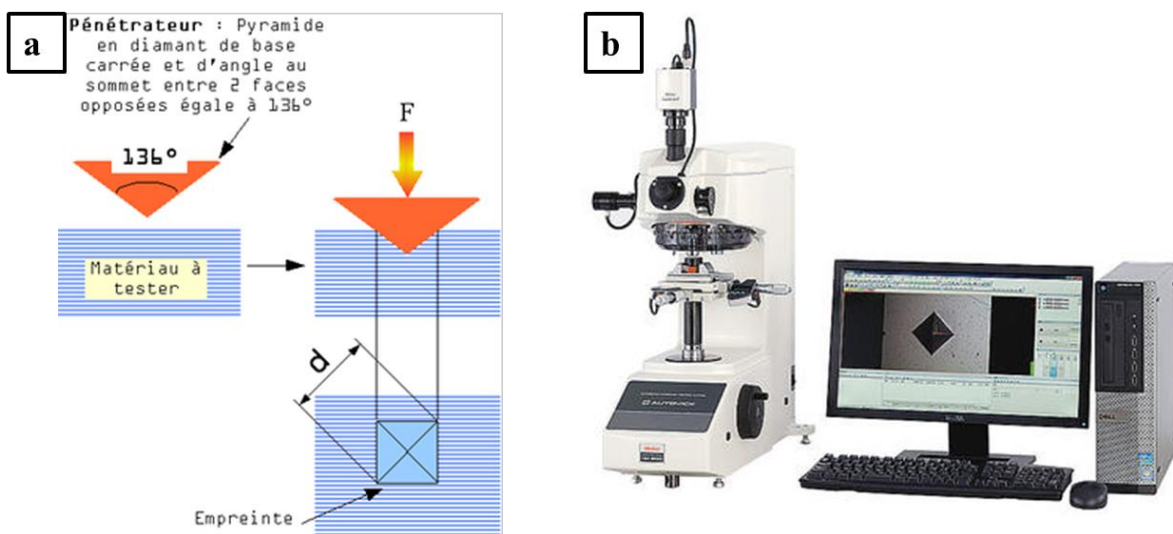 a
Pénétrateur : Pyramide
en diamant de base
carrée et d'angle au
sommet entre 2 faces
opposées égale à 136°
136°
F
Matériau à
tester
d
Empreinte
b
DELL